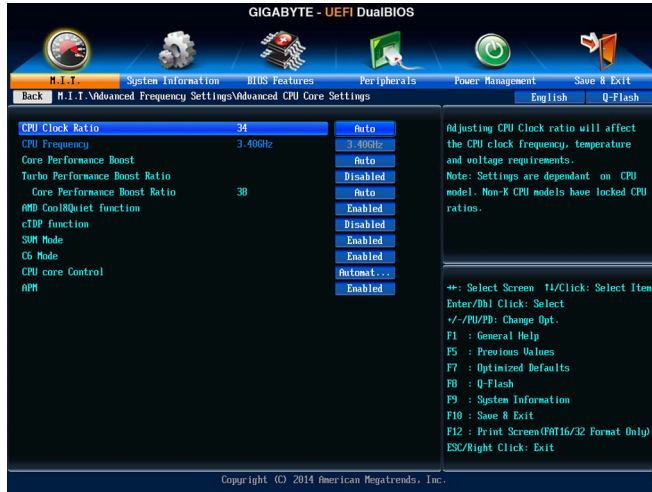 GIGABYTE - UEFI DualBIOS
M.I.T. System Information BIOS Features Peripherals Power Management Save & Exit
Back M.I.T.\Advanced Frequency Settings\Advanced CPU Core Settings English Q-Flash
CPU Clock Ratio 34 Auto
CPU Frequency 3.40GHz 3.40GHz
Core Performance Boost Auto
Turbo Performance Boost Ratio Disabled
Core Performance Boost Ratio 38 Auto
AMD Cool&Quiet function Enabled
cTDP function Disabled
SVM Mode Enabled
C6 Mode Enabled
CPU core Control Automat...
APM Enabled
Adjusting CPU Clock ratio will affect
the CPU clock frequency, temperature
and voltage requirements.
Note: Settings are dependant on CPU
model. Non-K CPU models have locked CPU
ratios.
↔: Select Screen ↑↓/Click: Select Item
Enter/Dbl Click: Select
+/-/PU/PD: Change Opt.
F1 : General Help
F5 : Previous Values
F7 : Optimized Defaults
F8 : Q-Flash
F9 : System Information
F10 : Save & Exit
F12 : Print Screen(FAT16/32 Format Only)
ESC/Right Click: Exit
Copyright (C) 2014 American Megatrends, Inc.